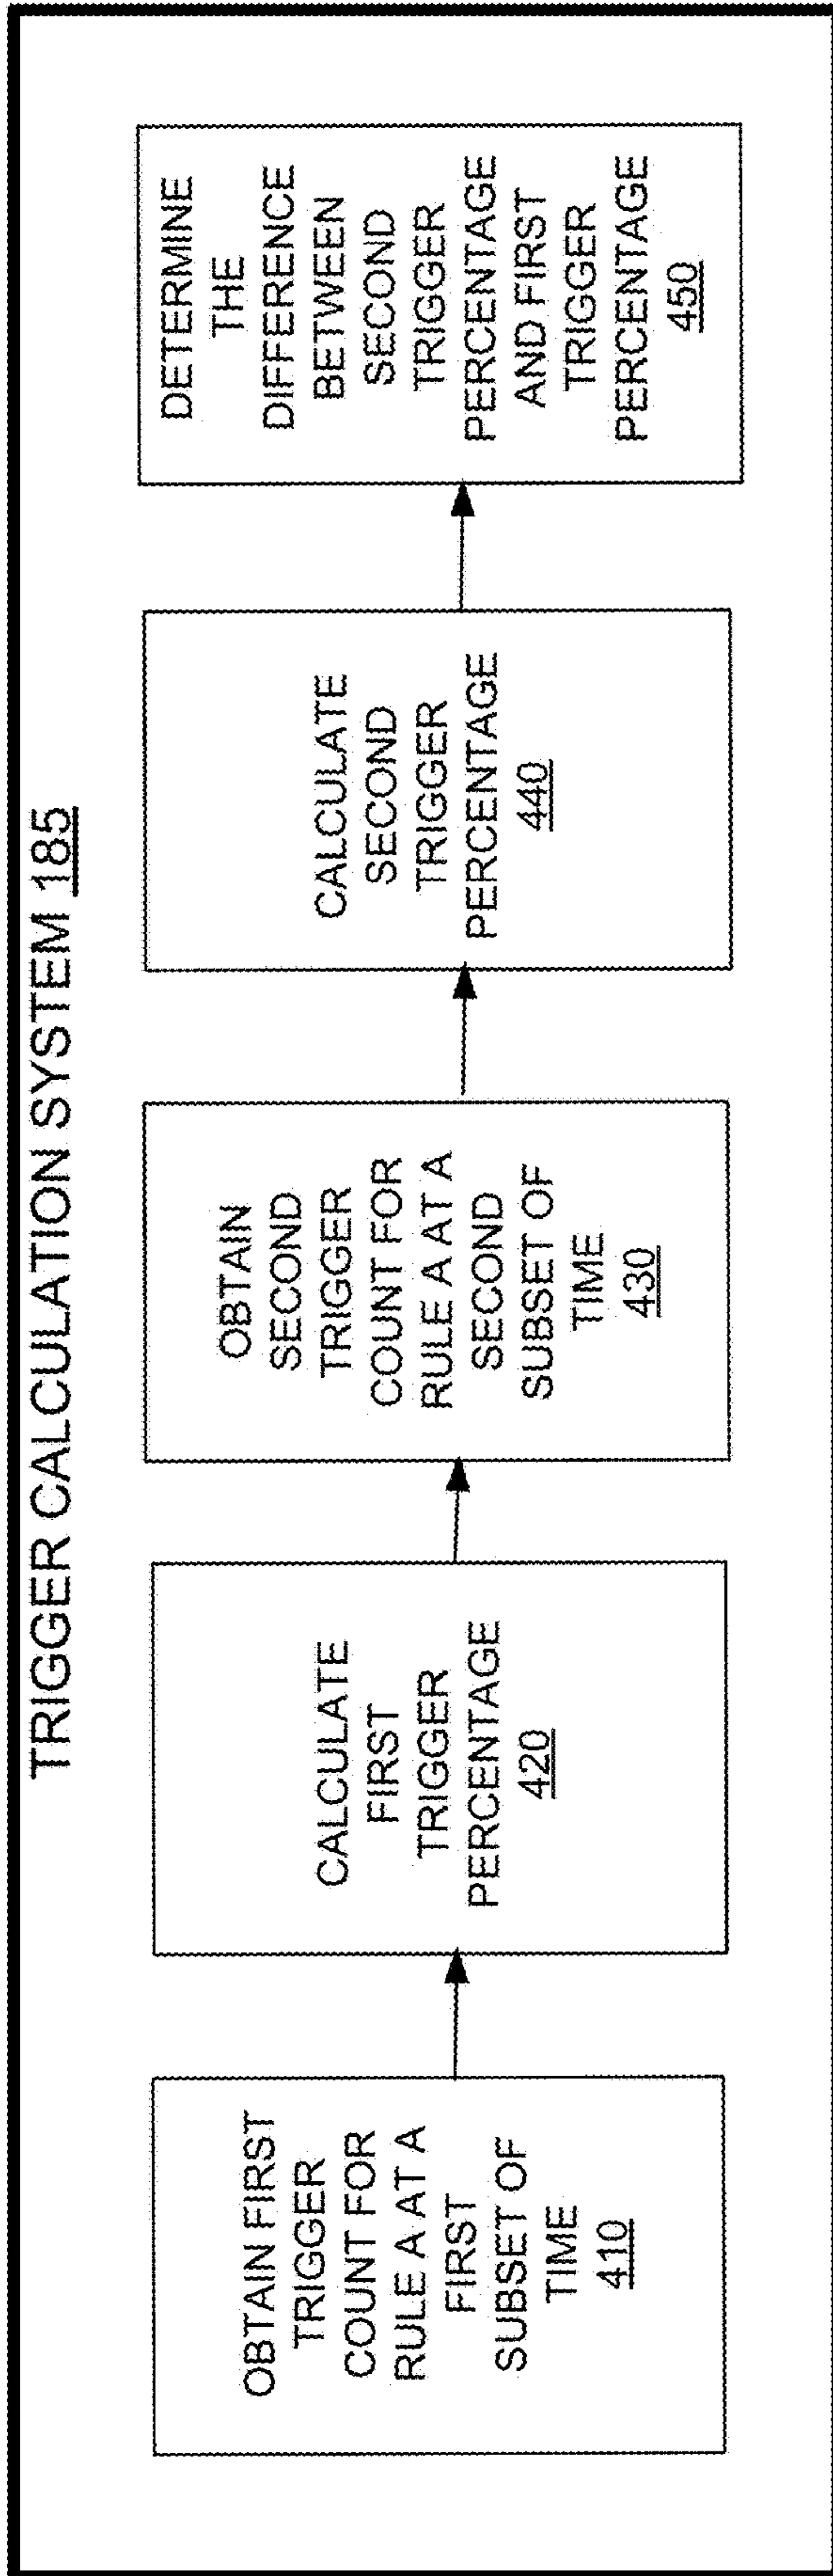 TRIGGER CALCULATION SYSTEM 185
OBTAIN FIRST
TRIGGER
COUNT FOR
RULE A AT A
FIRST
SUBSET OF
TIME
410
CALCULATE
FIRST
TRIGGER
PERCENTAGE
420
OBTAIN
SECOND
TRIGGER
COUNT FOR
RULE A AT A
SECOND
SUBSET OF
TIME
430
CALCULATE
SECOND
TRIGGER
PERCENTAGE
440
DETERMINE
THE
DIFFERENCE
BETWEEN
SECOND
TRIGGER
PERCENTAGE
AND FIRST
TRIGGER
PERCENTAGE
450